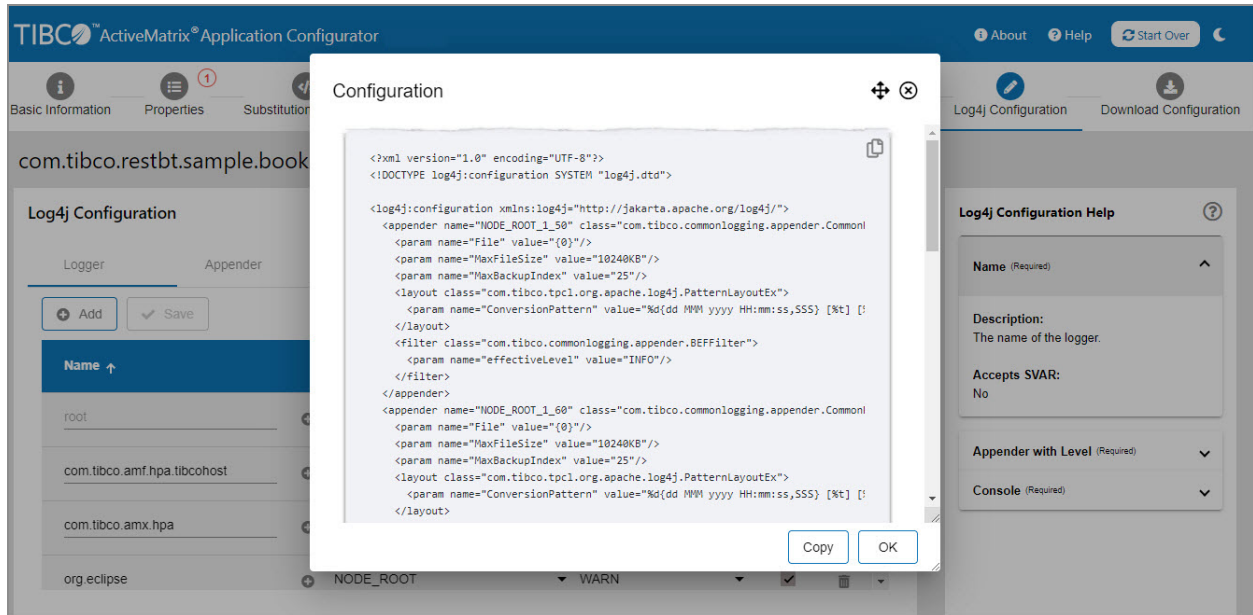 TIBCO™ ActiveMatrix® Application Configurator
About Help Start Over
1
Basic Information Properties Substitution Log4j Configuration Download Configuration
com.tibco.restbt.sample.book
Log4j Configuration
Logger Appender
Add Save
Name
root
com.tibco.amf.hpa.tibcohost
com.tibco.amx.hpa
org.eclipse NODE_ROOT WARN
Configuration
<?xml version="1.0" encoding="UTF-8"?>
<!DOCTYPE log4j:configuration SYSTEM "log4j.dtd">
<log4j:configuration xmlns:log4j="http://jakarta.apache.org/log4j/">
<appender name="NODE_ROOT_1_50" class="com.tibco.commonlogging.appender.Common
<param name="File" value="{0}"/>
<param name="MaxFileSize" value="10240KB"/>
<param name="MaxBackupIndex" value="25"/>
<layout class="com.tibco.tpcl.org.apache.log4j.PatternLayoutEx">
<param name="ConversionPattern" value="%d{dd MMM yyyy HH:mm:ss,SSS} [%t] [
</layout>
<filter class="com.tibco.commonlogging.appender.BEFFilter">
<param name="effectiveLevel" value="INFO"/>
</filter>
</appender>
<appender name="NODE_ROOT_1_60" class="com.tibco.commonlogging.appender.Common
<param name="File" value="{0}"/>
<param name="MaxFileSize" value="10240KB"/>
<param name="MaxBackupIndex" value="25"/>
<layout class="com.tibco.tpcl.org.apache.log4j.PatternLayoutEx">
<param name="ConversionPattern" value="%d{dd MMM yyyy HH:mm:ss,SSS} [%t] [
</layout>
Copy OK
Log4j Configuration Help
Name (Required)
Description:
The name of the logger.
Accepts SVAR:
No
Appender with Level (Required)
Console (Required)